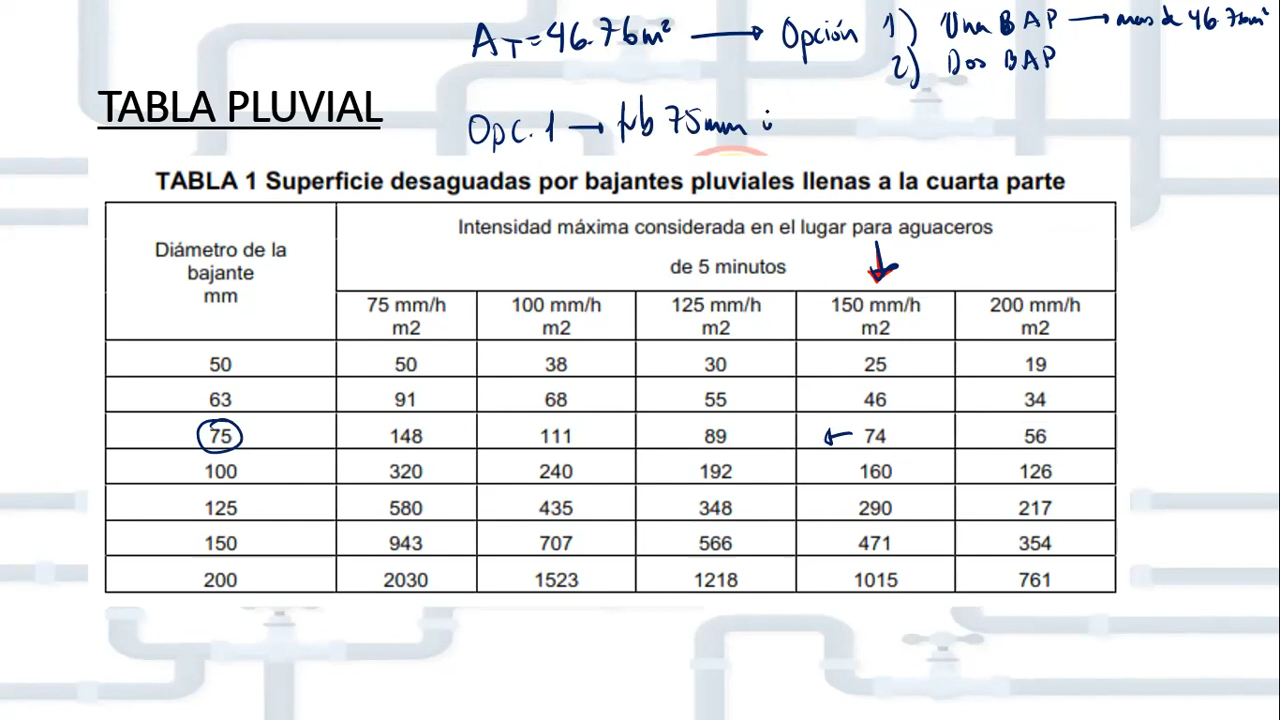 AT = 46.76m² → Opción 1) Una BAP → mas de 46.76m²
2) Dos BAP
TABLA PLUVIAL
Opc. 1 → 75mm i
TABLA 1 Superficie desaguadas por bajantes pluviales llenas a la cuarta parte
Diámetro de la bajante mm
Intensidad máxima considerada en el lugar para aguaceros
de 5 minutos
75 mm/h m2 100 mm/h m2 125 mm/h m2 150 mm/h m2 200 mm/h m2
50 50 38 30 25 19
63 91 68 55 46 34
75 148 111 89 ← 74 56
100 320 240 192 160 126
125 580 435 348 290 217
150 943 707 566 471 354
200 2030 1523 1218 1015 761